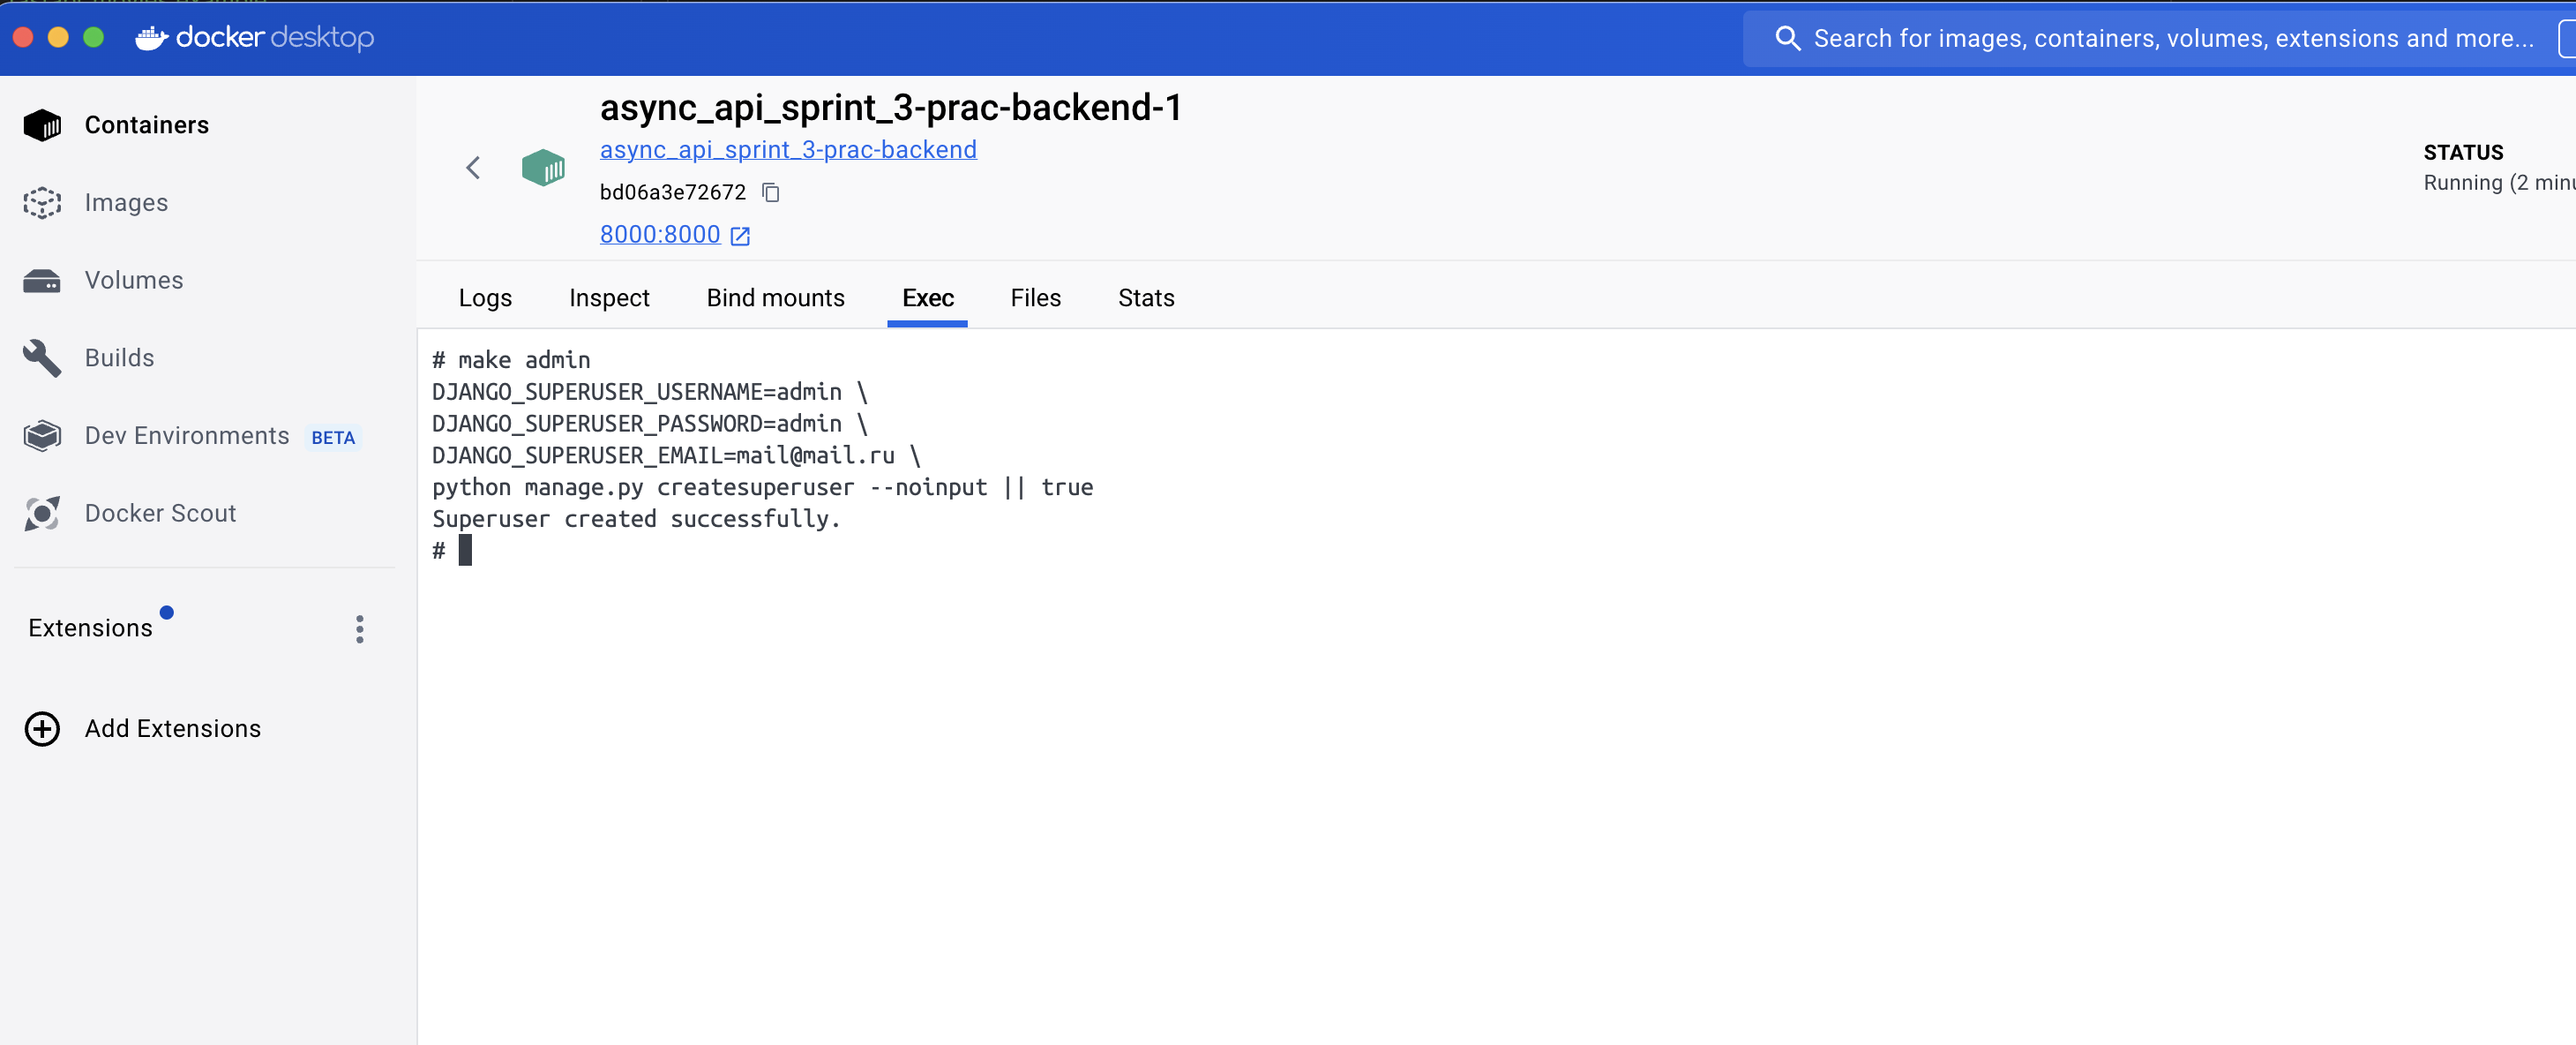 docker desktop
Search for images, containers, volumes, extensions and more...
Containers
Images
Volumes
Builds
Dev Environments BETA
Docker Scout
Extensions
Add Extensions
async_api_sprint_3-prac-backend-1
async_api_sprint_3-prac-backend
bd06a3e72672
8000:8000
STATUS
Running (2
Logs Inspect Bind mounts Exec Files Stats
# make admin
DJANGO_SUPERUSER_USERNAME=admin \
DJANGO_SUPERUSER_PASSWORD=admin \
DJANGO_SUPERUSER_EMAIL=mail@mail.ru \
python manage.py createsuperuser --noinput || true
Superuser created successfully.
#